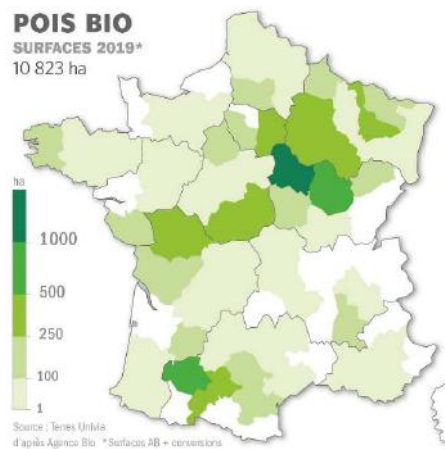 POIS BIO
SURFACES 2019*
10 823 ha
ha
1000
500
250
100
1
Source : Terres Univia
d'après Agence Bio *Surfaces AB + conversions